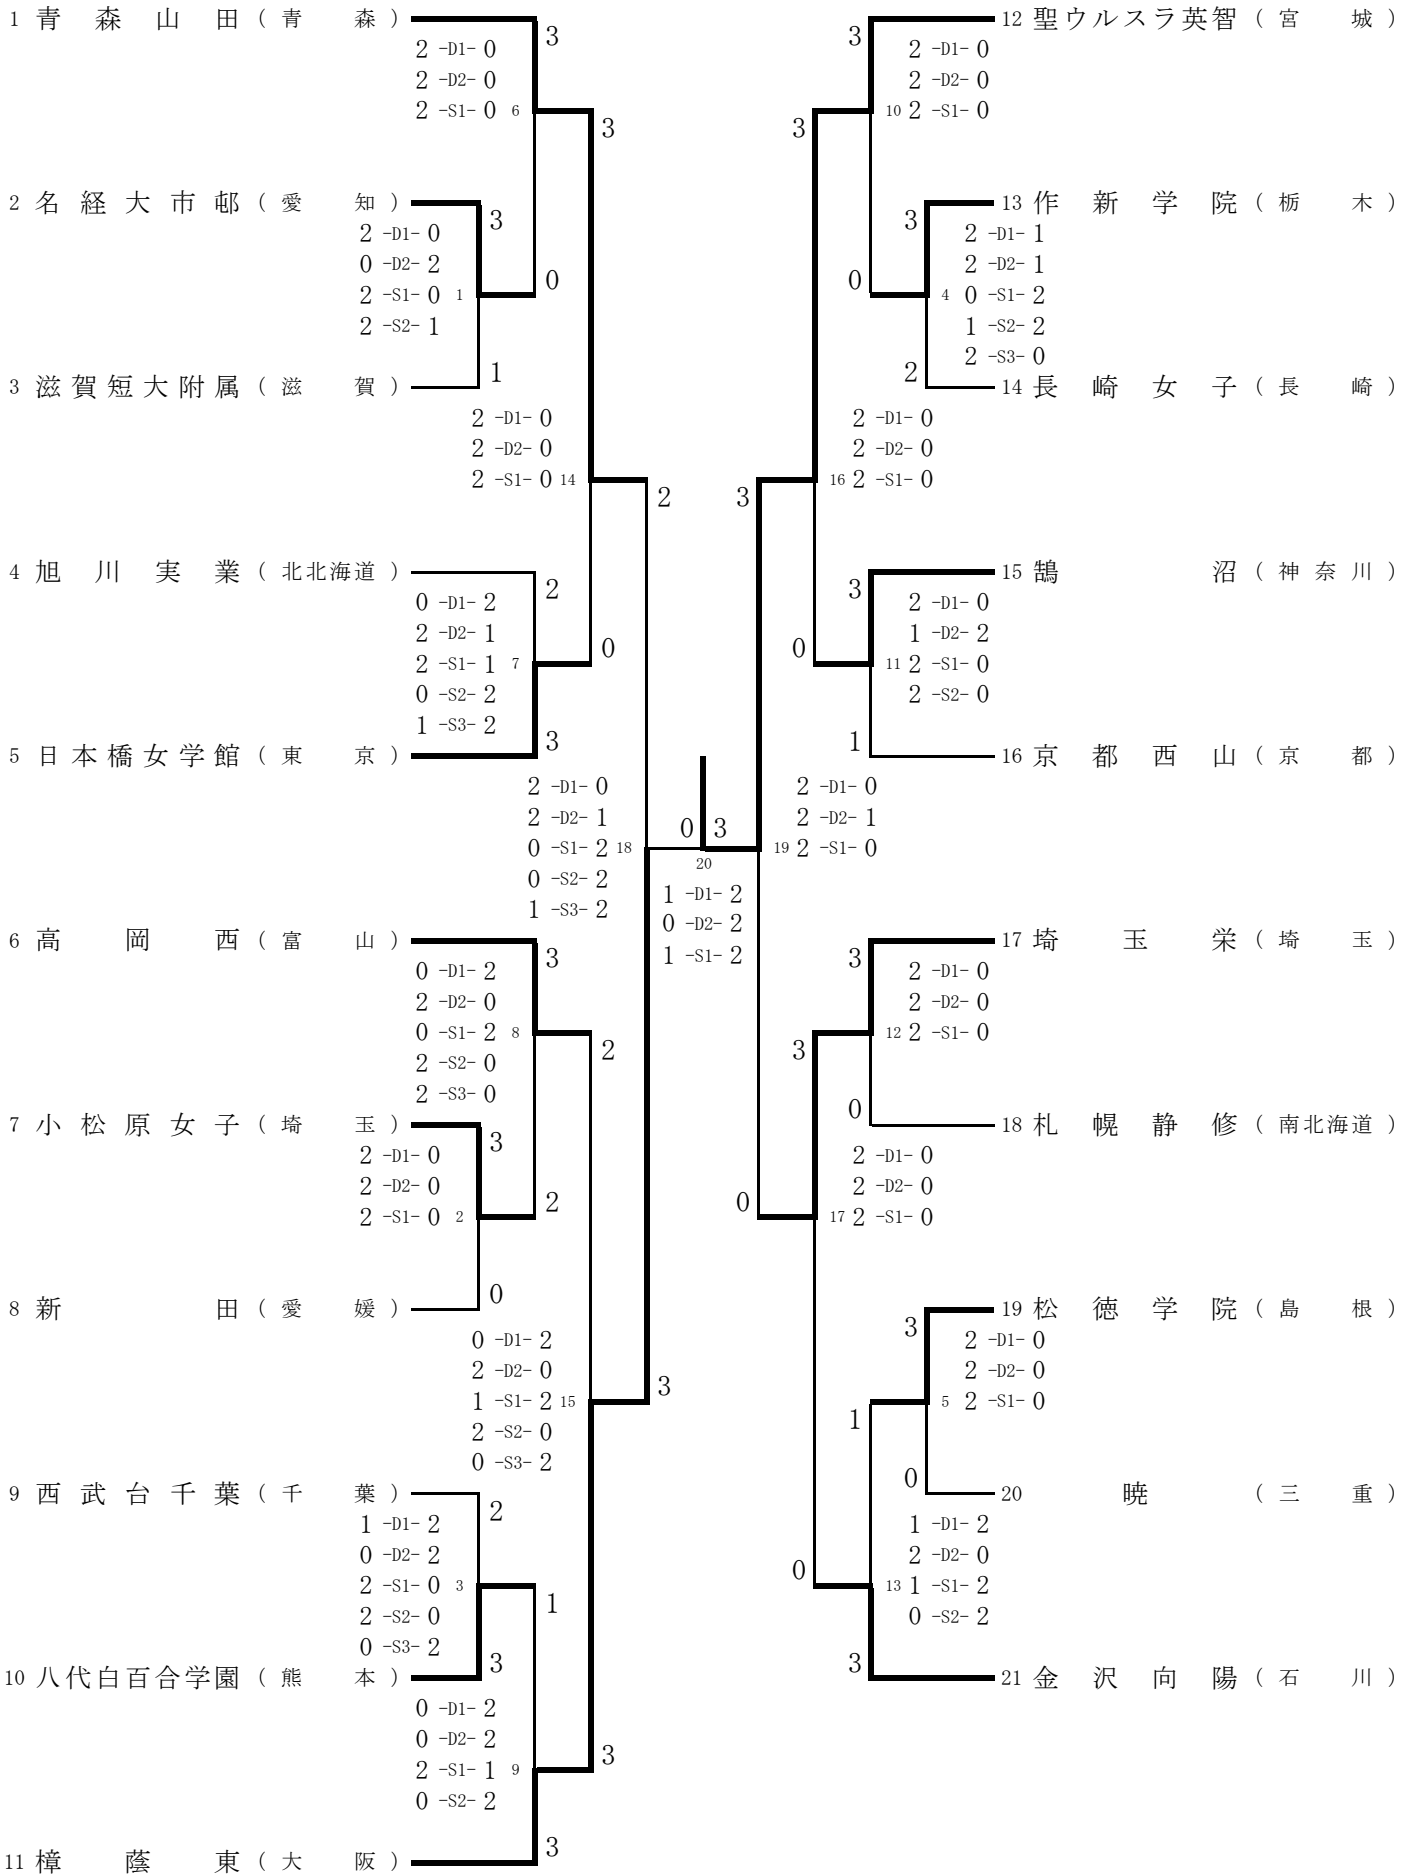 1 青森山田 ( 青森 )
3
2 -D1- 0
2 -D2- 0
2 -S1- 0 6
3
2 名経大市邨 ( 愛知 )
3
2 -D1- 0
0 -D2- 2
2 -S1- 0 1
2 -S2- 1
0
3 滋賀短大附属 ( 滋賀 )
1
2 -D1- 0
2 -D2- 0
2 -S1- 0 14
2
4 旭川実業 ( 北北海道 )
2
0 -D1- 2
2 -D2- 1
2 -S1- 1 7
0 -S2- 2
1 -S3- 2
0
5 日本橋女学館 ( 東京 )
3
2 -D1- 0
2 -D2- 1
0 -S1- 2 18
0 -S2- 2
1 -S3- 2
6 高岡西 ( 富山 )
3
0 -D1- 2
2 -D2- 0
0 -S1- 2 8
2 -S2- 0
2 -S3- 0
2
7 小松原女子 ( 埼玉 )
3
2 -D1- 0
2 -D2- 0
2 -S1- 0 2
2
8 新田 ( 愛媛 )
0
0 -D1- 2
2 -D2- 0
1 -S1- 2 15
2 -S2- 0
0 -S3- 2
3
9 西武台千葉 ( 千葉 )
2
1 -D1- 2
0 -D2- 2
2 -S1- 0 3
2 -S2- 0
0 -S3- 2
1
10 八代白百合学園 ( 熊本 )
3
0 -D1- 2
0 -D2- 2
2 -S1- 1 9
0 -S2- 2
3
11 樟蔭東 ( 大阪 )
3
0 3
20
1 -D1- 2
0 -D2- 2
1 -S1- 2
12 聖ウルスラ英智 ( 宮城 )
3
2 -D1- 0
2 -D2- 0
10 2 -S1- 0
3
13 作新学院 ( 栃木 )
3
2 -D1- 1
2 -D2- 1
4 0 -S1- 2
1 -S2- 2
2 -S3- 0
0
14 長崎女子 ( 長崎 )
2
2 -D1- 0
2 -D2- 0
16 2 -S1- 0
3
15 鵠沼 ( 神奈川 )
3
2 -D1- 0
1 -D2- 2
11 2 -S1- 0
2 -S2- 0
0
16 京都西山 ( 京都 )
1
2 -D1- 0
2 -D2- 1
19 2 -S1- 0
17 埼玉栄 ( 埼玉 )
3
2 -D1- 0
2 -D2- 0
12 2 -S1- 0
3
18 札幌静修 ( 南北海道 )
0
2 -D1- 0
2 -D2- 0
17 2 -S1- 0
0
19 松徳学院 ( 島根 )
3
2 -D1- 0
2 -D2- 0
5 2 -S1- 0
1
20 暁 ( 三重 )
0
1 -D1- 2
2 -D2- 0
13 1 -S1- 2
0 -S2- 2
0
21 金沢向陽 ( 石川 )
3